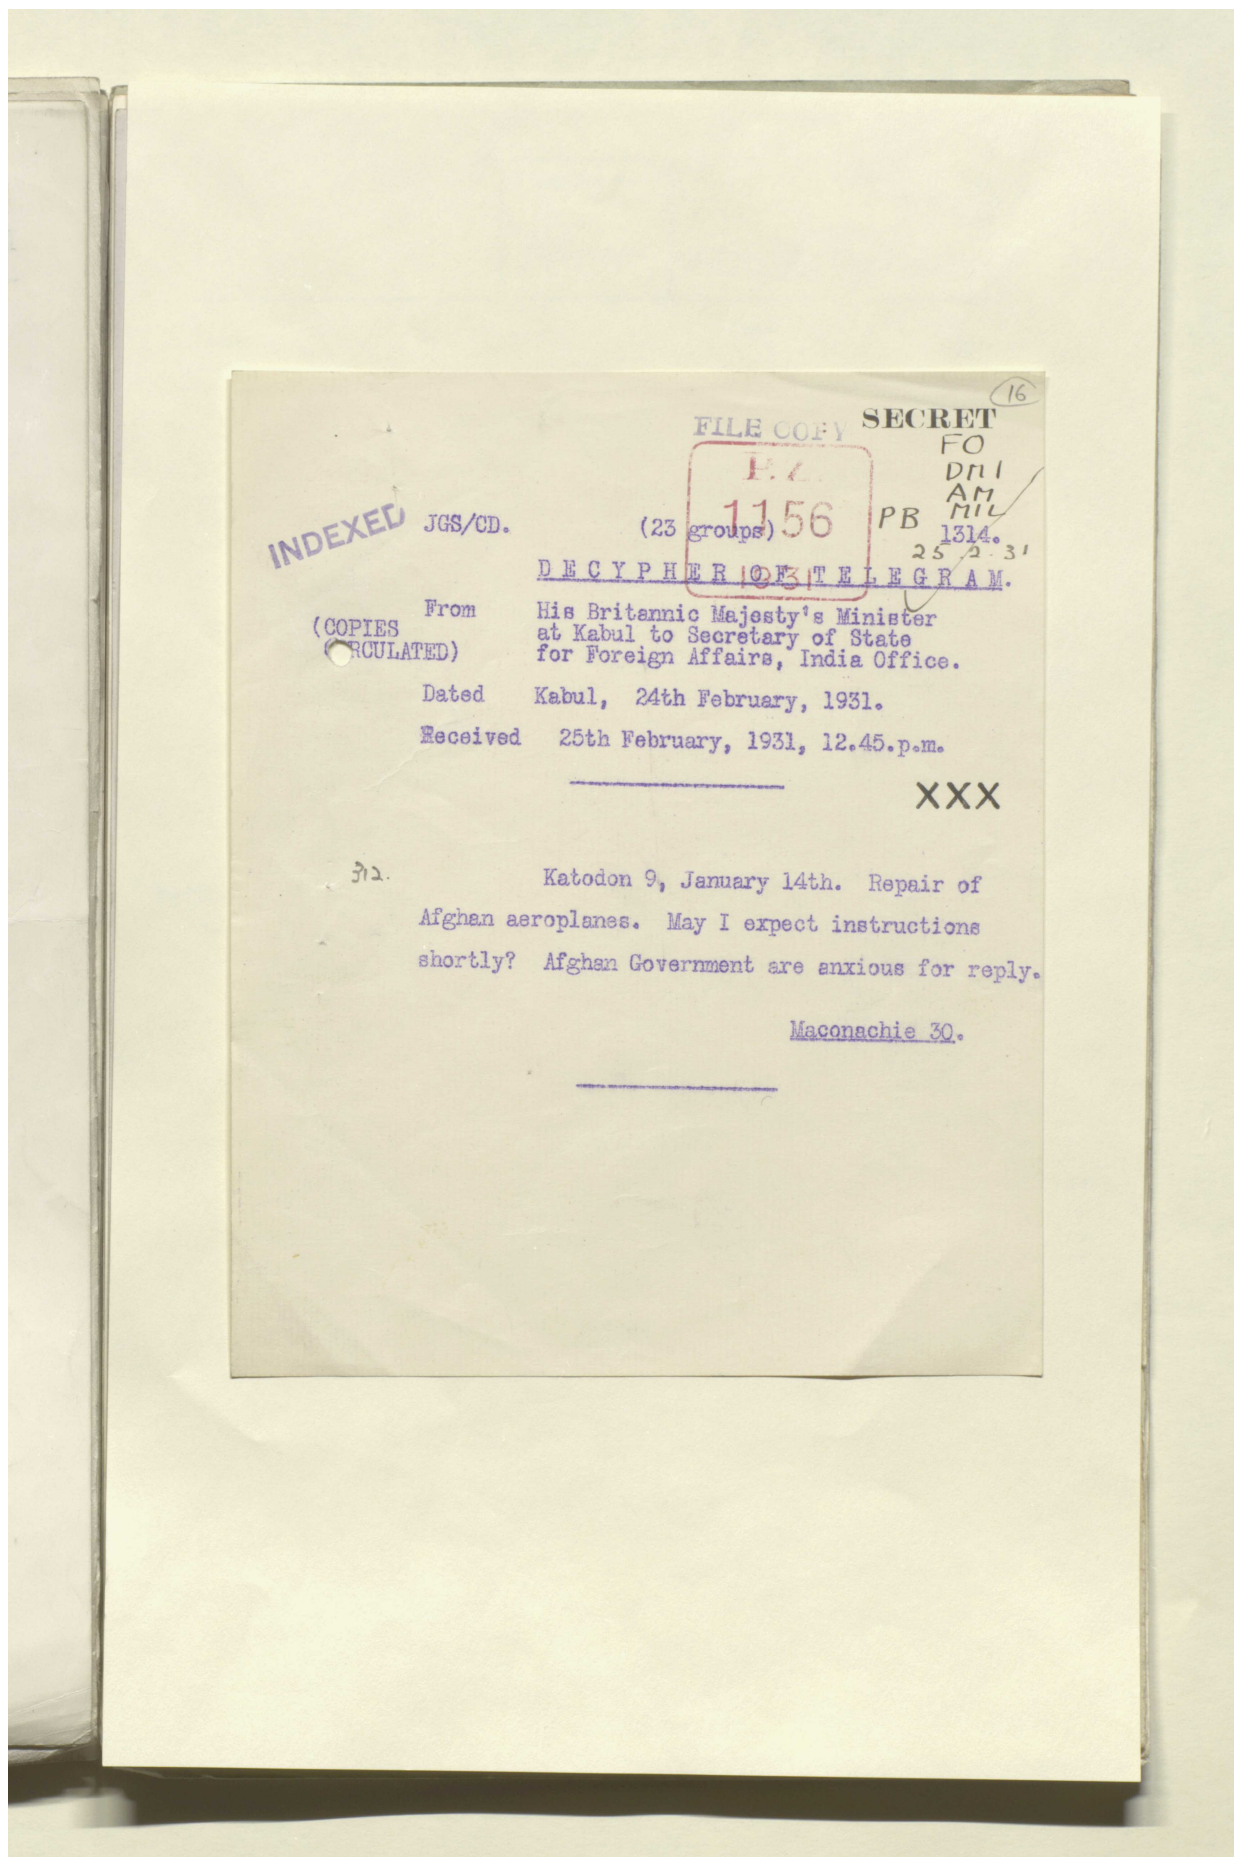 16
FILE COPY SECRET
FO
DMI
AM
MIL
P.Z.
1156
1931
PB
INDEXED
JGS/CD. (23 groups) 1314.
25.2.31
DECYPHER OF TELEGRAM.
From His Britannic Majesty's Minister
(COPIES at Kabul to Secretary of State
CIRCULATED) for Foreign Affairs, India Office.
Dated Kabul, 24th February, 1931.
Received 25th February, 1931, 12.45.p.m.
XXX
312. Katodon 9, January 14th. Repair of
Afghan aeroplanes. May I expect instructions
shortly? Afghan Government are anxious for reply.
Maconachie 30.